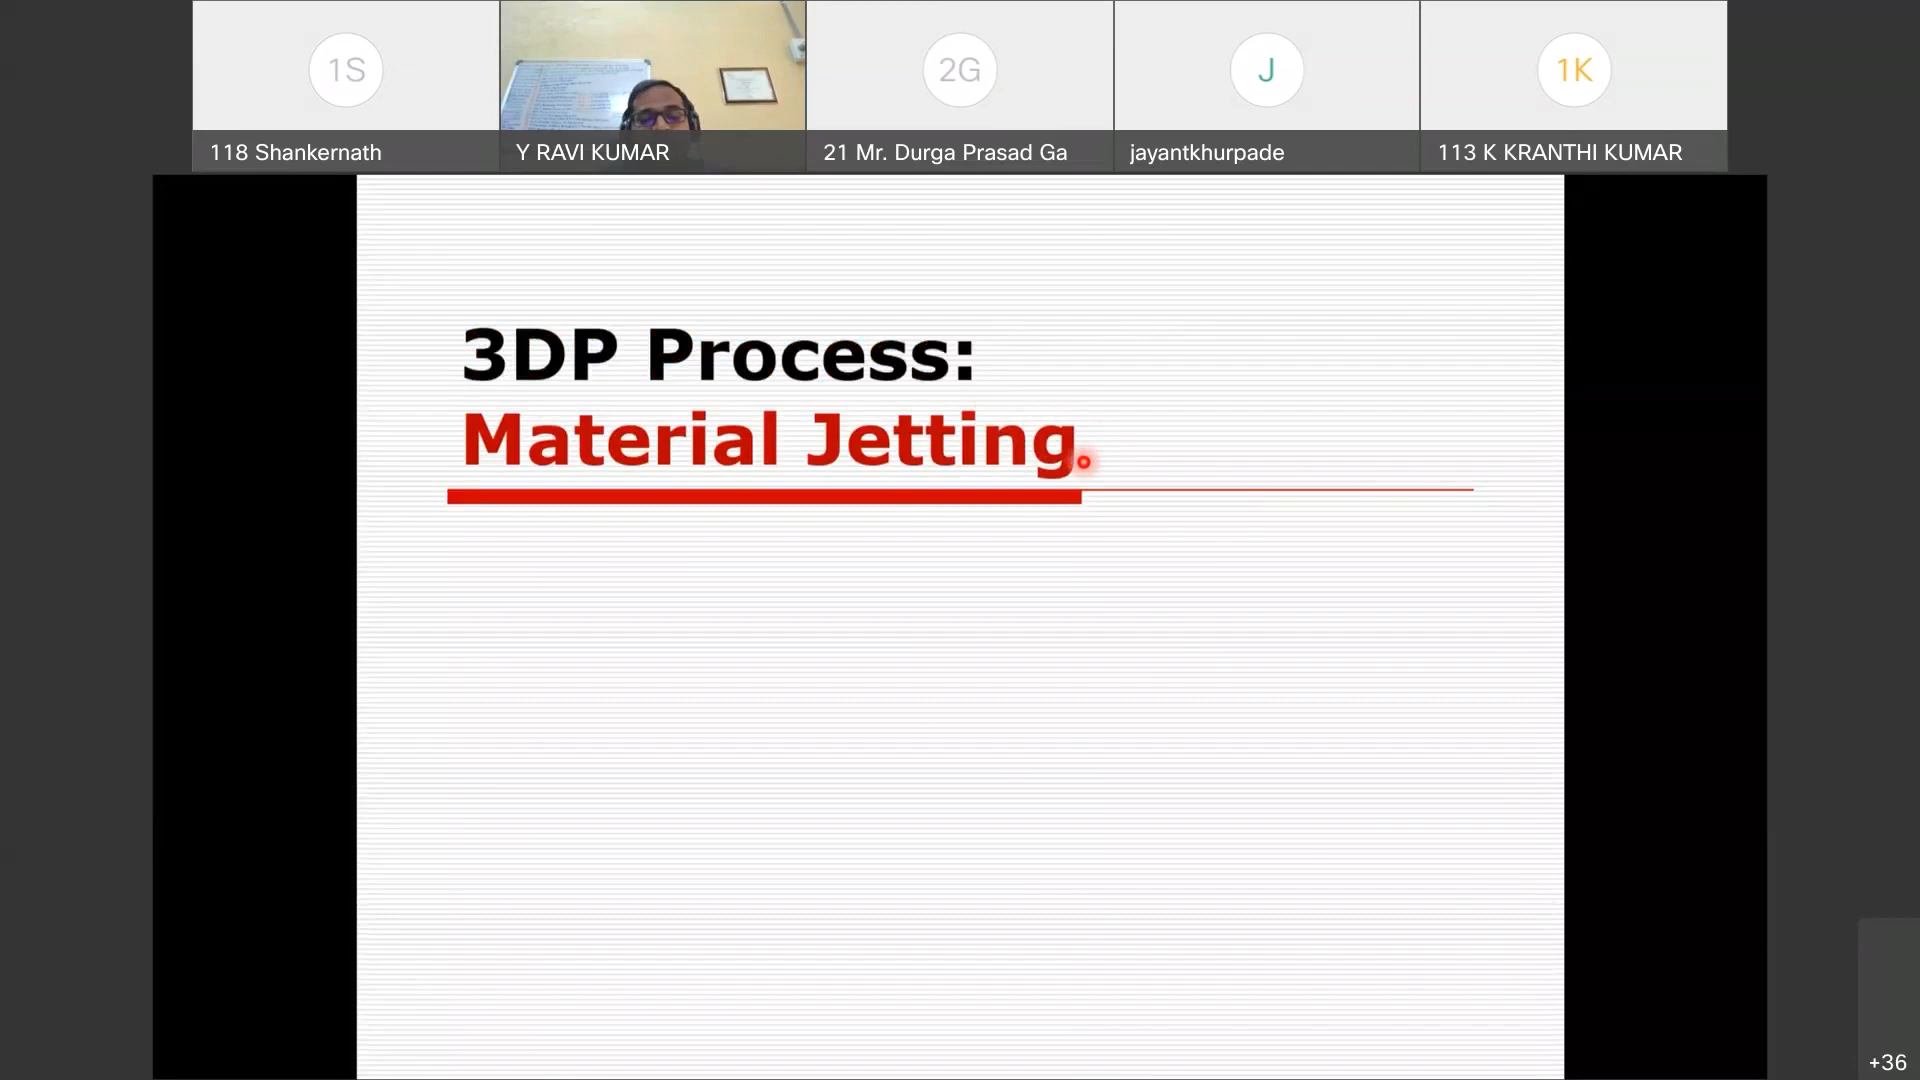 1S
2G
J
1K
118 Shankernath
Y RAVI KUMAR
21 Mr. Durga Prasad Ga
jayantkhurpade
113 K KRANTHI KUMAR
3DP Process:
Material Jetting
+36